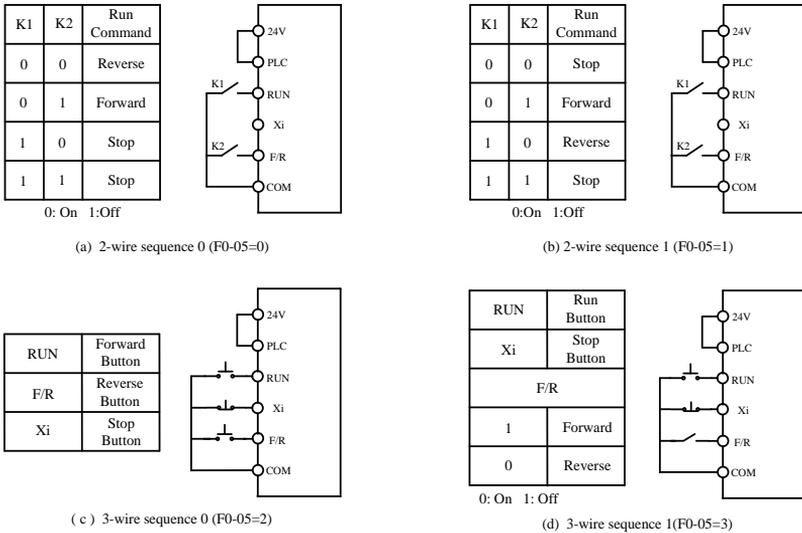 K1 K2 Run Command
0 0 Reverse
0 1 Forward
1 0 Stop
1 1 Stop
0: On 1:Off
K1
K2
24V
PLC
RUN
Xi
F/R
COM
(a) 2-wire sequence 0 (F0-05=0)
K1 K2 Run Command
0 0 Stop
0 1 Forward
1 0 Reverse
1 1 Stop
0:On 1:Off
K1
K2
24V
PLC
RUN
Xi
F/R
COM
(b) 2-wire sequence 1 (F0-05=1)
RUN Forward Button
F/R Reverse Button
Xi Stop Button
24V
PLC
RUN
Xi
F/R
COM
( c ) 3-wire sequence 0 (F0-05=2)
RUN Run Button
Xi Stop Button
F/R
1 Forward
0 Reverse
0: On 1: Off
24V
PLC
RUN
Xi
F/R
COM
(d) 3-wire sequence 1(F0-05=3)